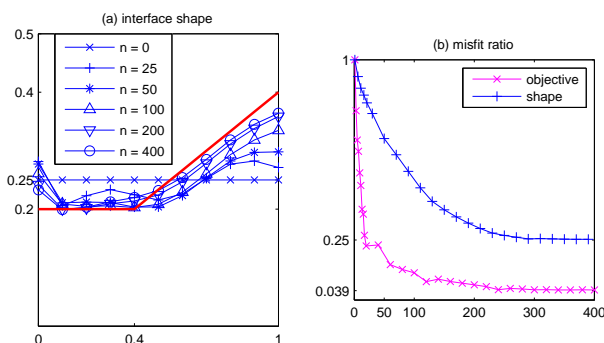 (a) interface shape
0.5
0.4
0.25
0.2
0
0
0.4
1
n = 0
n = 25
n = 50
n = 100
n = 200
n = 400
(b) misfit ratio
1
0.25
0.039
0
50
100
200
300
400
objective
shape